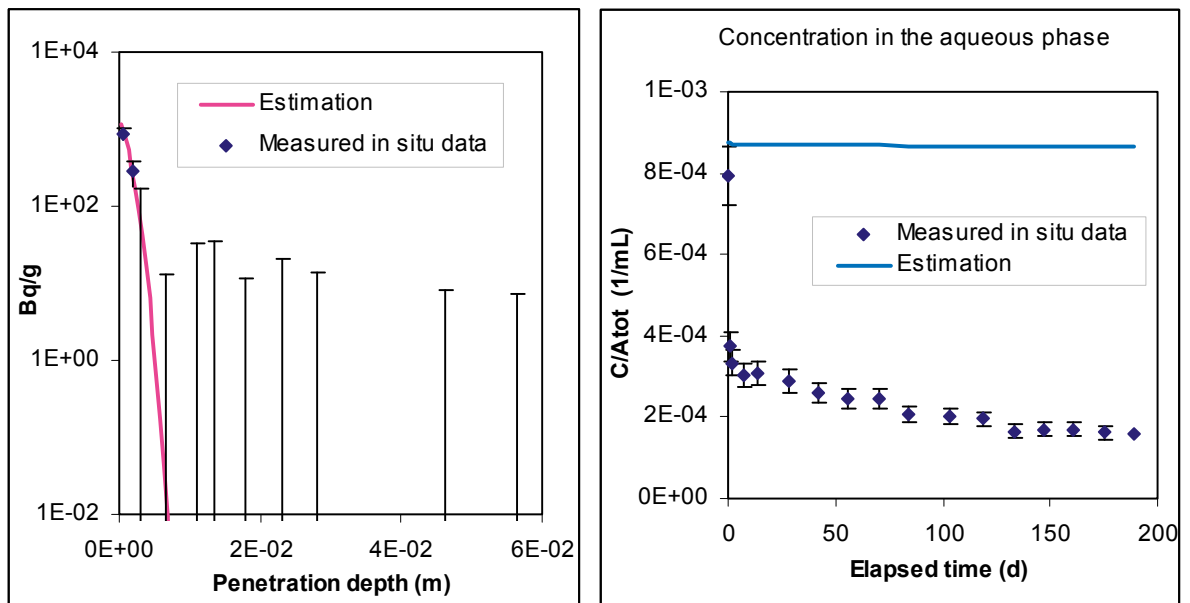 1E+04
1E+02
1E+00
1E-02
Bq/g
Estimation
Measured in situ data
0E+00 2E-02 4E-02 6E-02
Penetration depth (m)
Concentration in the aqueous phase
1E-03
8E-04
6E-04
4E-04
2E-04
0E+00
C/Atot (1/mL)
Measured in situ data
Estimation
0 50 100 150 200
Elapsed time (d)